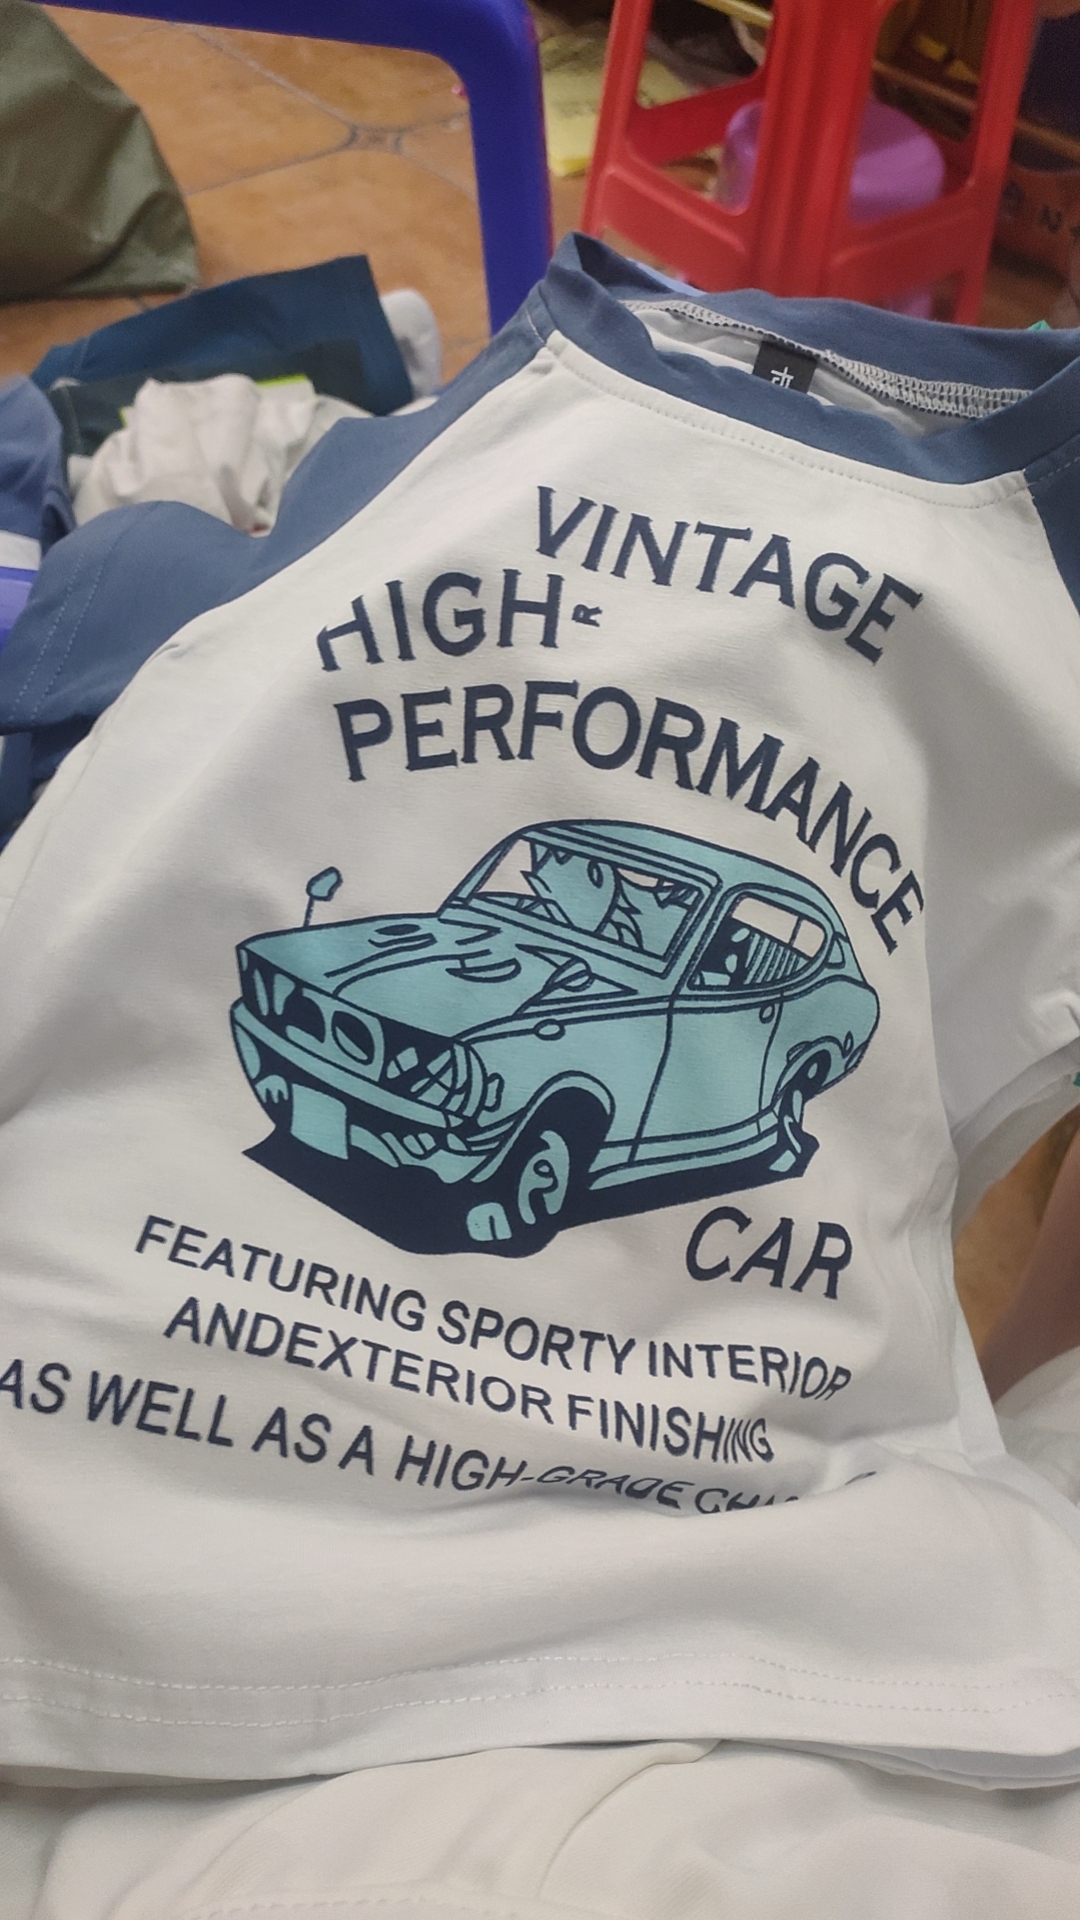 VINTAGE
HIGH-R
PERFORMANCE
CAR
FEATURING SPORTY INTERIOR
ANDEXTERIOR FINISHING
AS WELL AS A HIGH-GRADE